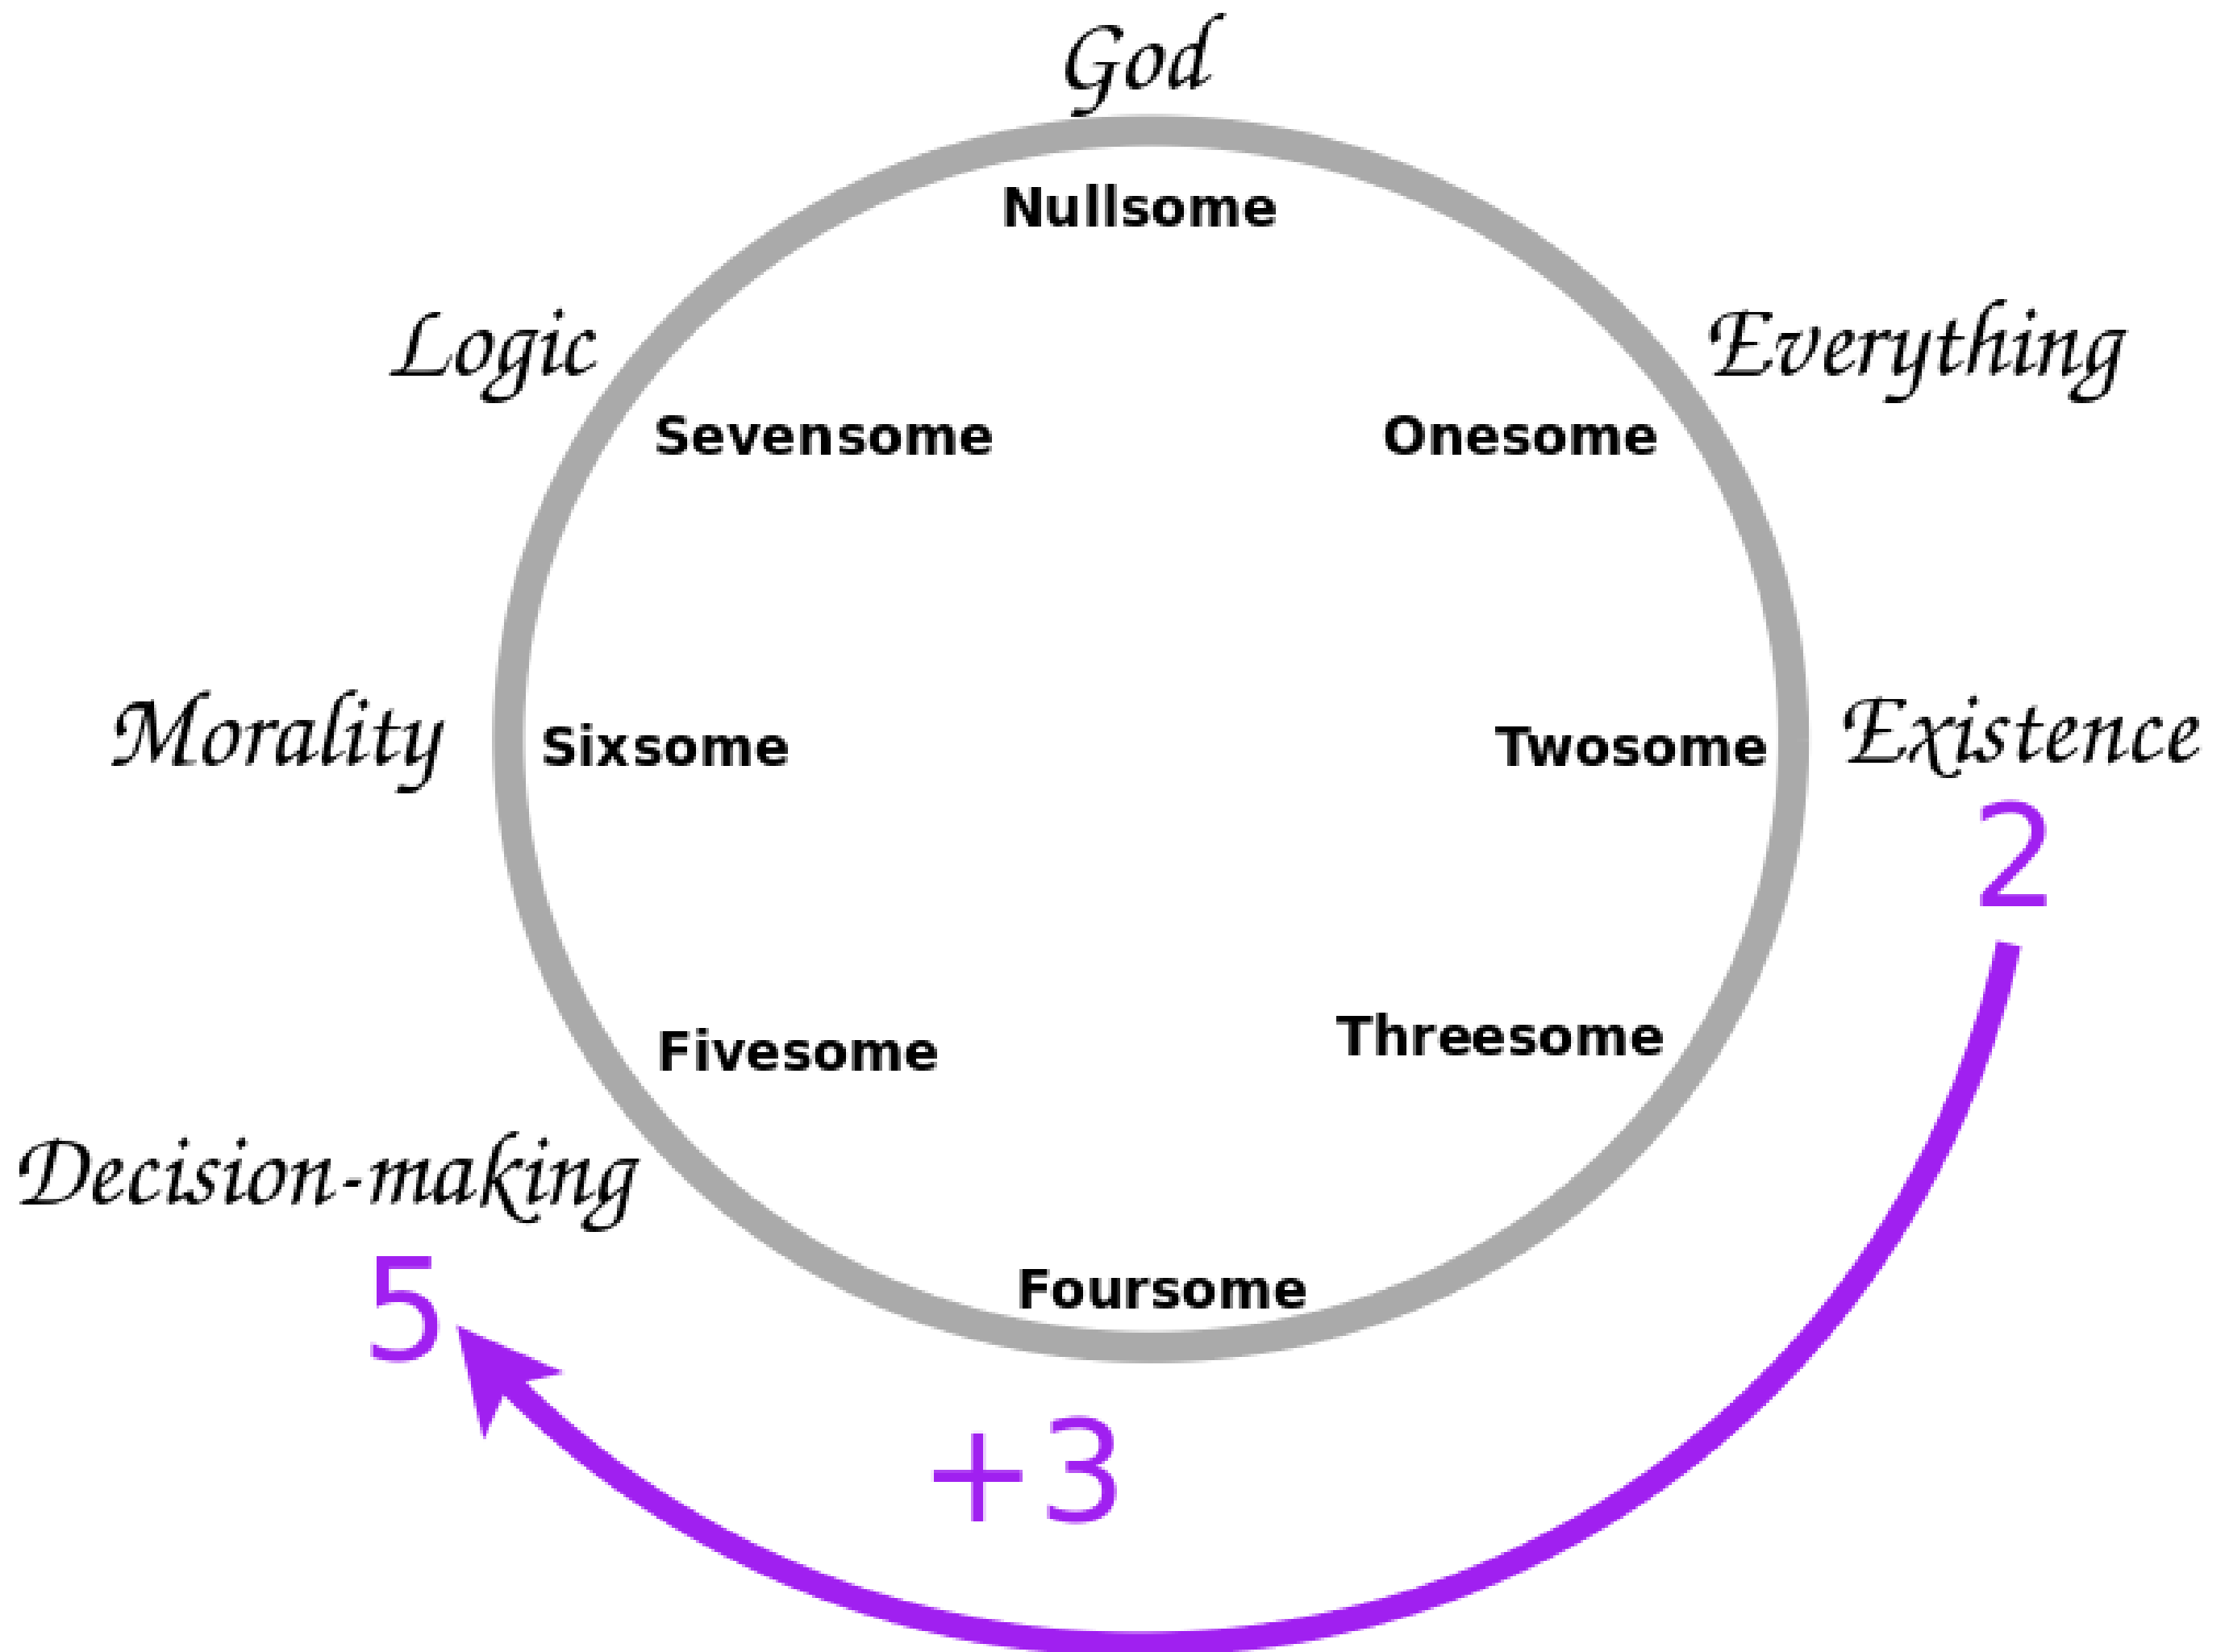 God
Nullsome
Logic
Everything
Sevensome
Onesome
Morality
Sixsome
Twosome
Existence
2
Fivesome
Threesome
Decision-making
5
Foursome
+3